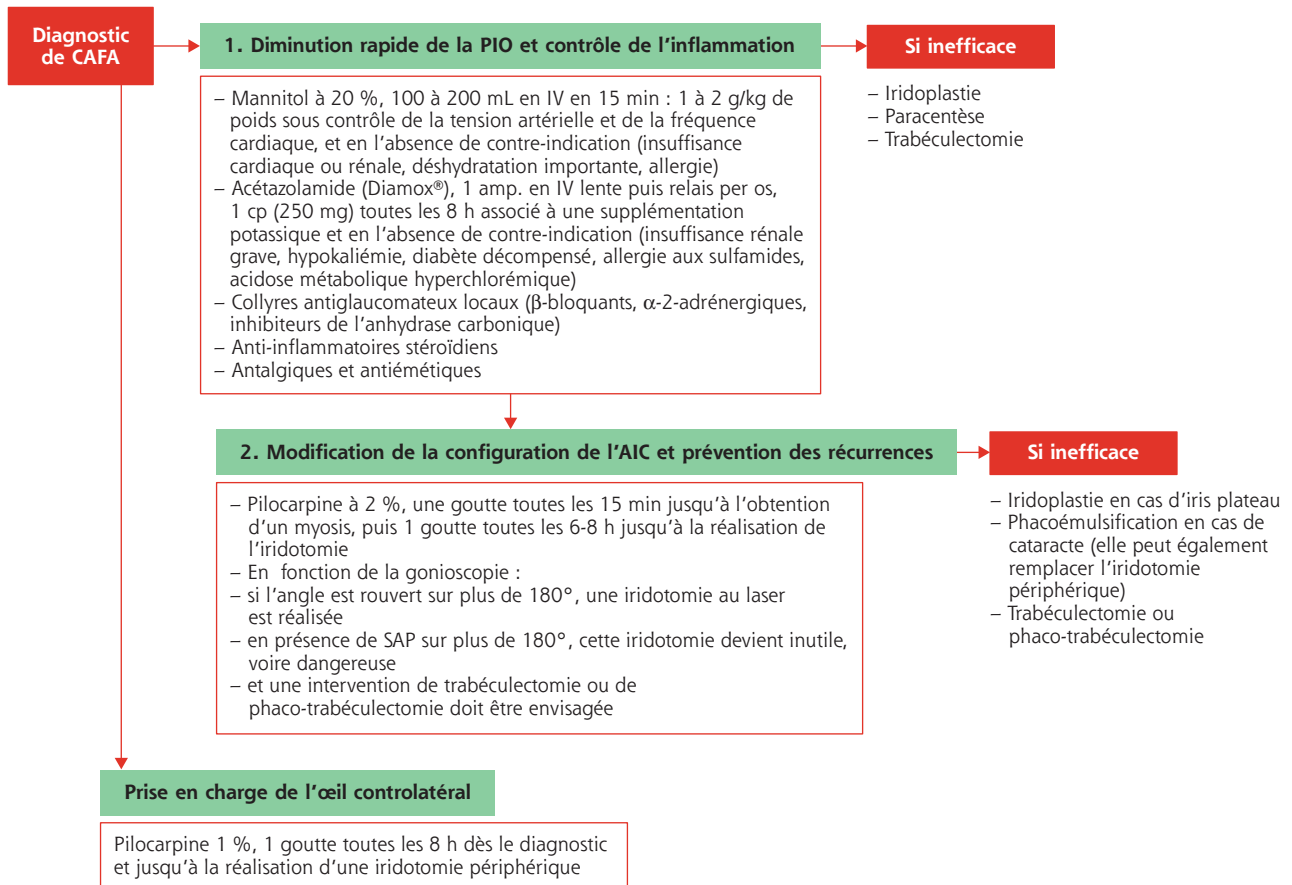 Diagnostic
de CAFA
1. Diminution rapide de la PIO et contrôle de l'inflammation
Si inefficace
– Mannitol à 20 %, 100 à 200 mL en IV en 15 min : 1 à 2 g/kg de
poids sous contrôle de la tension artérielle et de la fréquence
cardiaque, et en l'absence de contre-indication (insuffisance
cardiaque ou rénale, déshydratation importante, allergie)
– Acétazolamide (Diamox®), 1 amp. en IV lente puis relais per os,
1 cp (250 mg) toutes les 8 h associé à une supplémentation
potassique et en l'absence de contre-indication (insuffisance rénale
grave, hypokaliémie, diabète décompensé, allergie aux sulfamides,
acidose métabolique hyperchlorémique)
– Collyres antiglaucomateux locaux (β-bloquants, α-2-adrénergiques,
inhibiteurs de l'anhydrase carbonique)
– Anti-inflammatoires stéroïdiens
– Antalgiques et antiémétiques
– Iridoplastie
– Paracentèse
– Trabéculectomie
2. Modification de la configuration de l'AIC et prévention des récurrences
Si inefficace
– Pilocarpine à 2 %, une goutte toutes les 15 min jusqu'à l'obtention
d'un myosis, puis 1 goutte toutes les 6-8 h jusqu'à la réalisation de
l'iridotomie
– En fonction de la gonioscopie :
– si l'angle est rouvert sur plus de 180°, une iridotomie au laser
est réalisée
– en présence de SAP sur plus de 180°, cette iridotomie devient inutile,
voire dangereuse
– et une intervention de trabéculectomie ou de
phaco-trabéculectomie doit être envisagée
– Iridoplastie en cas d'iris plateau
– Phacoémulsification en cas de
cataracte (elle peut également
remplacer l'iridotomie
périphérique)
– Trabéculectomie ou
phaco-trabéculectomie
Prise en charge de l'œil controlatéral
Pilocarpine 1 %, 1 goutte toutes les 8 h dès le diagnostic
et jusqu'à la réalisation d'une iridotomie périphérique